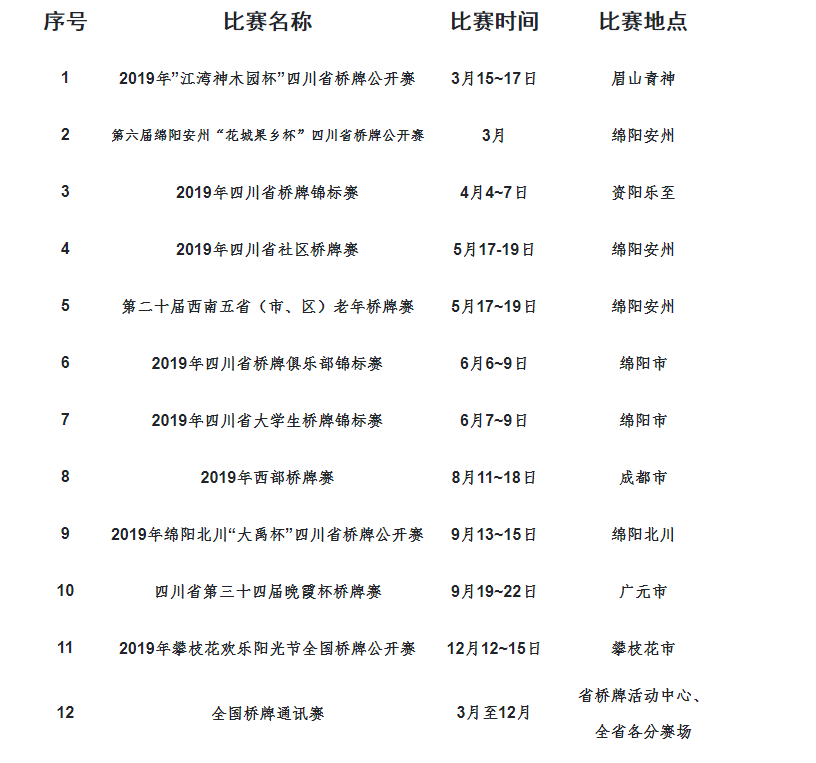 序号 比赛名称 比赛时间 比赛地点
1 2019年”江湾神木园杯”四川省桥牌公开赛 3月15~17日 眉山青神
2 第六届绵阳安州“花城果乡杯”四川省桥牌公开赛 3月 绵阳安州
3 2019年四川省桥牌锦标赛 4月4~7日 资阳乐至
4 2019年四川省社区桥牌赛 5月17-19日 绵阳安州
5 第二十届西南五省（市、区）老年桥牌赛 5月17~19日 绵阳安州
6 2019年四川省桥牌俱乐部锦标赛 6月6~9日 绵阳市
7 2019年四川省大学生桥牌锦标赛 6月7~9日 绵阳市
8 2019年西部桥牌赛 8月11~18日 成都市
9 2019年绵阳北川“大禹杯”四川省桥牌公开赛 9月13~15日 绵阳北川
10 四川省第三十四届晚霞杯桥牌赛 9月19~22日 广元市
11 2019年攀枝花欢乐阳光节全国桥牌公开赛 12月12~15日 攀枝花市
12 全国桥牌通讯赛 3月至12月 省桥牌活动中心、
全省各分赛场